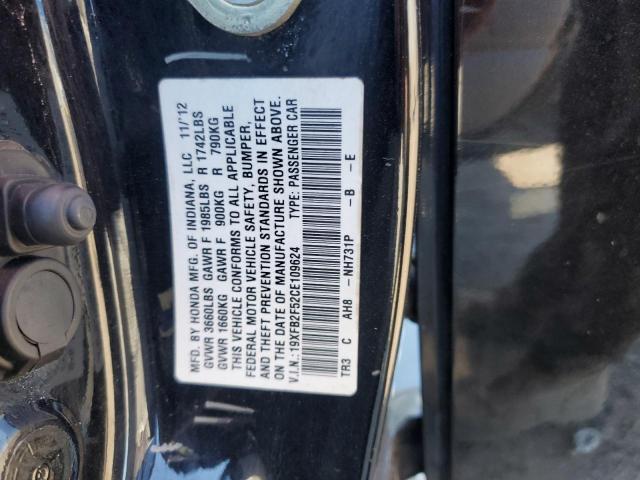 MFD. BY HONDA MFG. OF INDIANA, LLC 11/'12
GVWR 3660LBS GAWR F 1985LBS R 1742LBS
GVWR 1660KG GAWR F 900KG R 790KG
THIS VEHICLE CONFORMS TO ALL APPLICABLE
FEDERAL MOTOR VEHICLE SAFETY, BUMPER,
AND THEFT PREVENTION STANDARDS IN EFFECT
ON THE DATE OF MANUFACTURE SHOWN ABOVE.
V.I.N.: 19XFB2F52CE109624 TYPE: PASSENGER CAR
TR3 C AH8 -NH731P -B -E